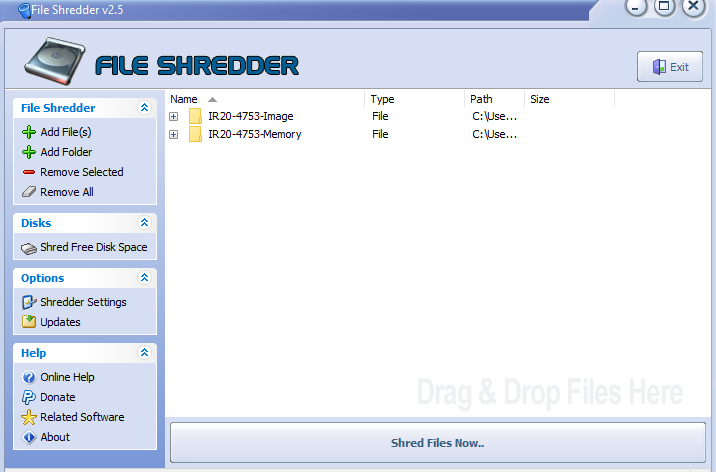 File Shredder v2.5
FILE SHREDDER
Exit
File Shredder
Add File(s)
Add Folder
Remove Selected
Remove All
Disks
Shred Free Disk Space
Options
Shredder Settings
Updates
Help
Online Help
Donate
Related Software
About
Name Type Path Size
IR20-4753-Image File C:\Use...
IR20-4753-Memory File C:\Use...
Drag & Drop Files Here
Shred Files Now..